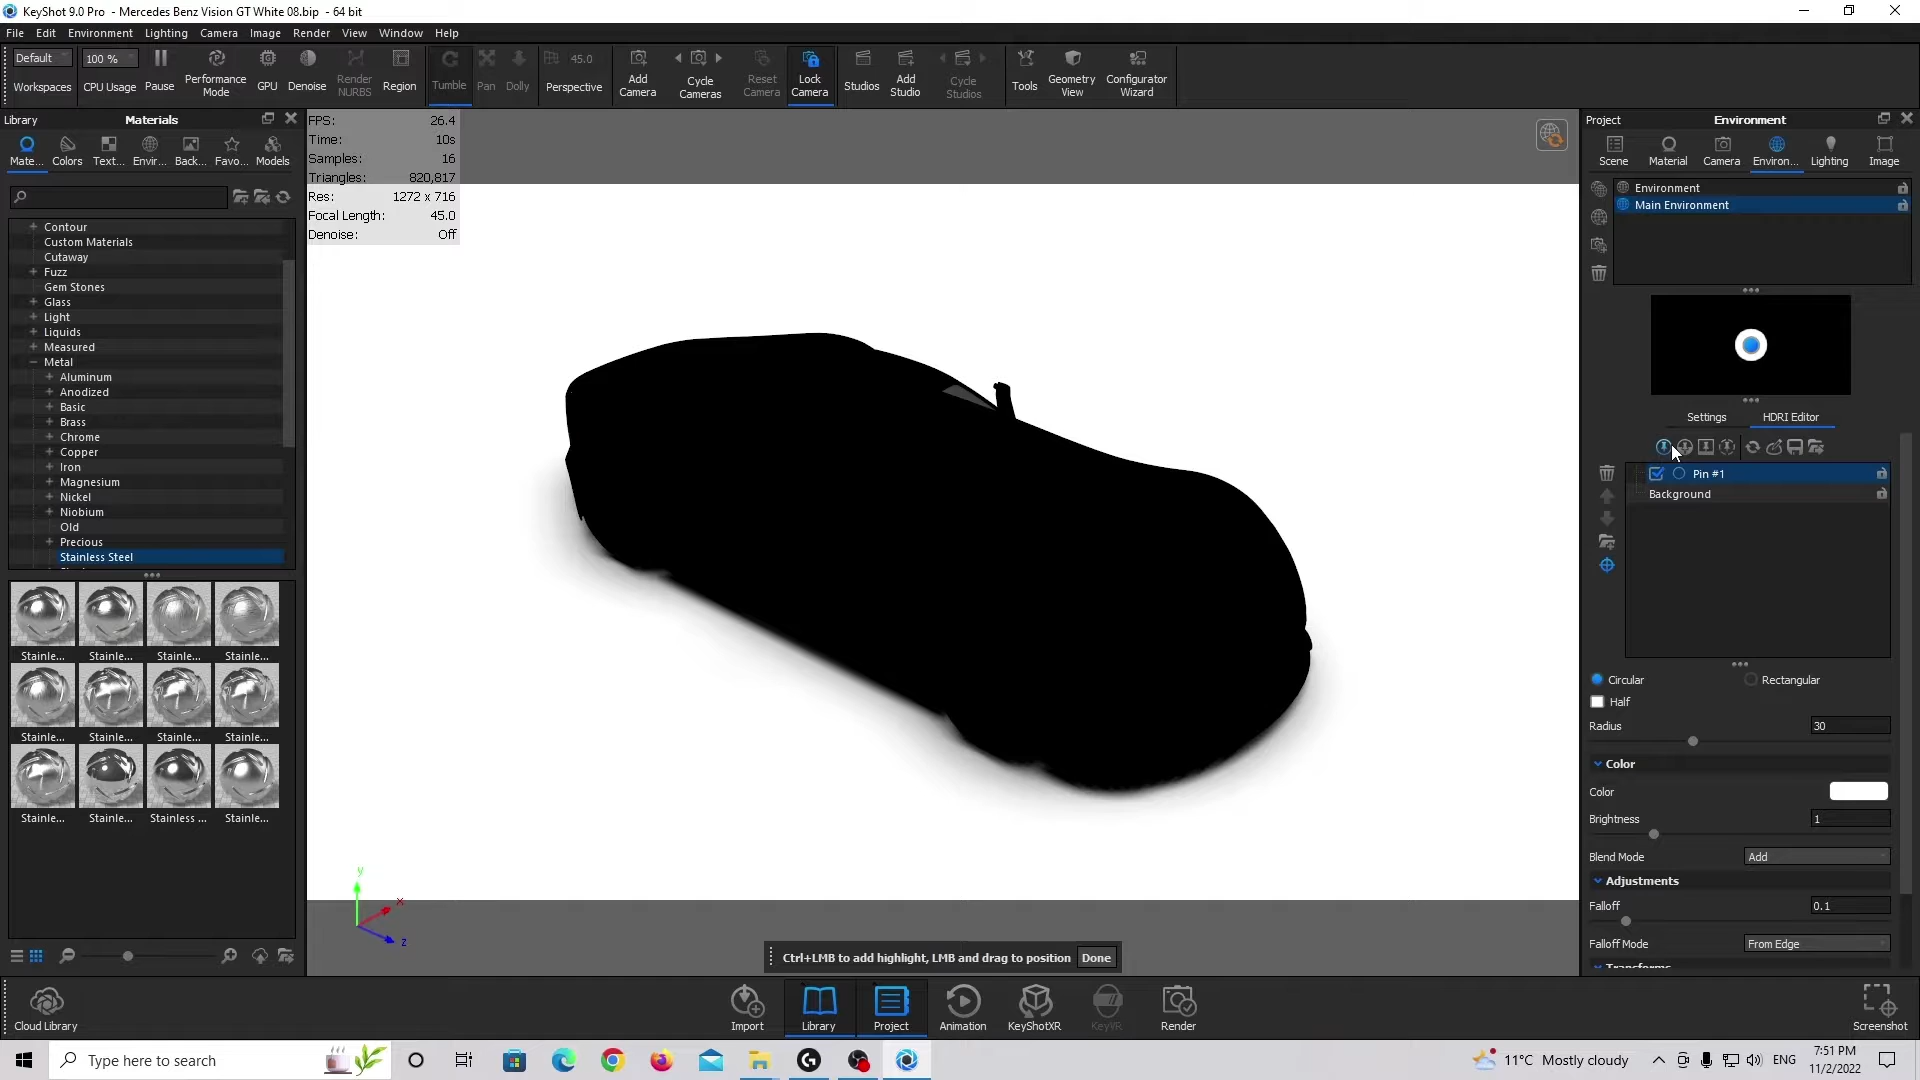 KeyShot 9.0 Pro - Mercedes Benz Vision GT White 08.bip - 64 bit
File Edit Environment Lighting Camera Image Render View Window Help
Default
Workspaces
100 %
CPU Usage
Pause
Performance
Mode
GPU
Denoise
Render
NURBS
Region
Tumble
Pan
Dolly
45.0
Perspective
Add
Camera
Cycle
Cameras
Reset
Camera
Lock
Camera
Studios
Add
Studio
Cycle
Studios
Tools
Geometry
View
Configurator
Wizard
Library
Materials
Mate...
Colors
Text...
Envir...
Back...
Favo...
Models
Contour
Custom Materials
Cutaway
Fuzz
Gem Stones
Glass
Light
Liquids
Measured
Metal
Aluminum
Anodized
Basic
Brass
Chrome
Copper
Iron
Magnesium
Nickel
Niobium
Old
Precious
Stainless Steel
Stainle... Stainle... Stainle... Stainle...
Stainle... Stainle... Stainle... Stainle...
Stainle... Stainle... Stainless ... Stainle...
FPS: 26.4
Time: 10s
Samples: 16
Triangles: 820,817
Res: 1272 x 716
Focal Length: 45.0
Denoise: Off
y
x
z
Ctrl+LMB to add highlight, LMB and drag to position Done
Project
Environment
Scene
Material
Camera
Environ...
Lighting
Image
Environment
Main Environment
Settings
HDRI Editor
Pin #1
Background
Circular
Rectangular
Half
Radius 30
Color
Color
Brightness 1
Blend Mode Add
Adjustments
Falloff 0.1
Falloff Mode From Edge
Transforms
Cloud Library
Import
Library
Project
Animation
KeyShotXR
KeyVR
Render
Screenshot
Type here to search
11°C Mostly cloudy
ENG
7:51 PM
11/2/2022